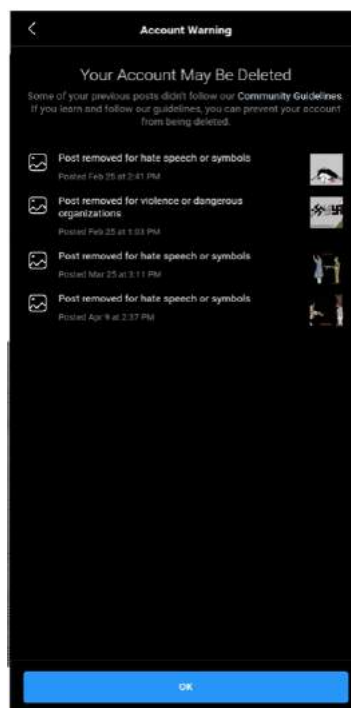 Account Warning
Your Account May Be Deleted
Some of your previous posts didn't follow our Community Guidelines.
If you learn and follow our guidelines, you can prevent your account
from being deleted.
Post removed for hate speech or symbols
Posted Feb 25 at 2:41 PM
Post removed for violence or dangerous
organizations
Posted Feb 25 at 1:03 PM
Post removed for hate speech or symbols
Posted Mar 25 at 3:11 PM
Post removed for hate speech or symbols
Posted Apr 9 at 2:37 PM
OK